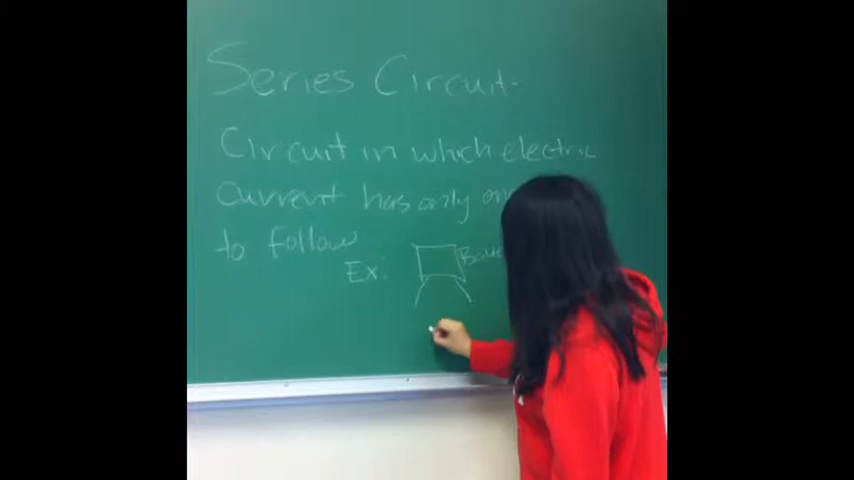 Series Circuit-
Circuit in which electric
current has only
to follow
Ex: